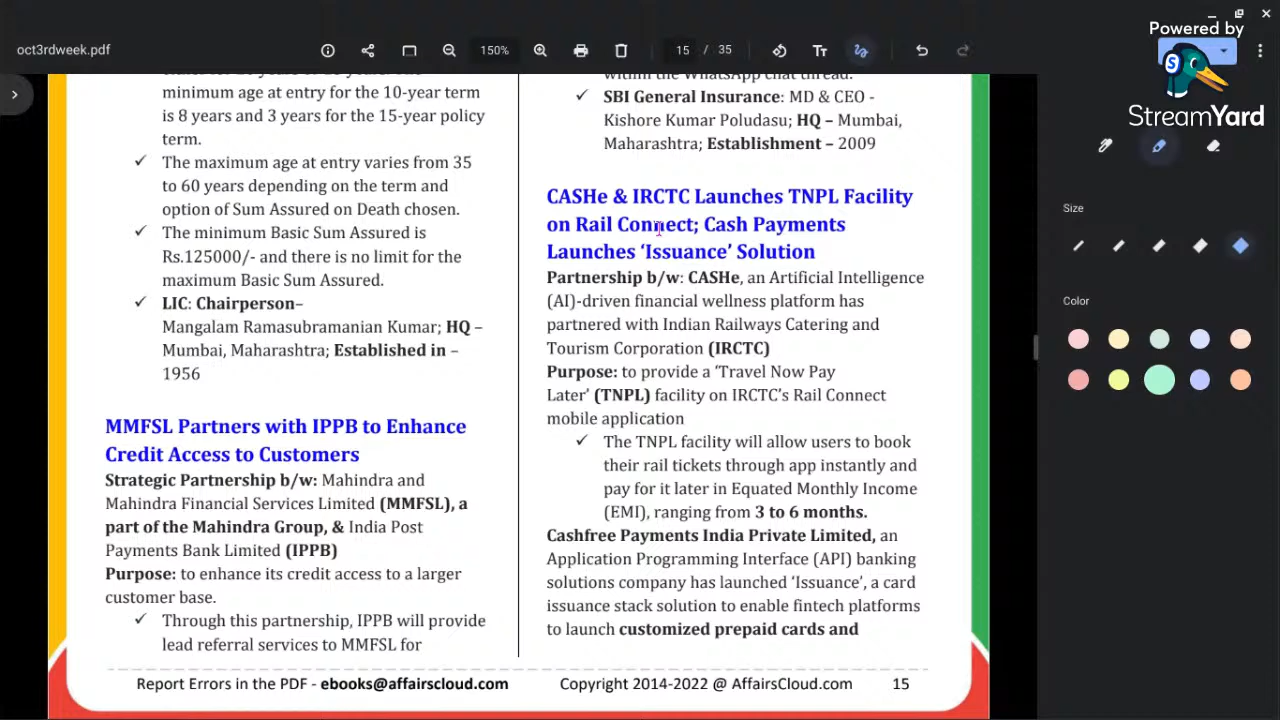 oct3rdweek.pdf
150%
15 / 35
Powered by
StreamYard
minimum age at entry for the 10-year term
is 8 years and 3 years for the 15-year policy
term.
✓ The maximum age at entry varies from 35
to 60 years depending on the term and
option of Sum Assured on Death chosen.
✓ The minimum Basic Sum Assured is
Rs.125000/- and there is no limit for the
maximum Basic Sum Assured.
✓ LIC: Chairperson–
Mangalam Ramasubramanian Kumar; HQ –
Mumbai, Maharashtra; Established in –
1956
MMFSL Partners with IPPB to Enhance
Credit Access to Customers
Strategic Partnership b/w: Mahindra and
Mahindra Financial Services Limited (MMFSL), a
part of the Mahindra Group, & India Post
Payments Bank Limited (IPPB)
Purpose: to enhance its credit access to a larger
customer base.
✓ Through this partnership, IPPB will provide
lead referral services to MMFSL for
within the WhatsApp chat thread.
✓ SBI General Insurance: MD & CEO -
Kishore Kumar Poludasu; HQ – Mumbai,
Maharashtra; Establishment – 2009
CASHe & IRCTC Launches TNPL Facility
on Rail Connect; Cash Payments
Launches ‘Issuance’ Solution
Partnership b/w: CASHe, an Artificial Intelligence
(AI)-driven financial wellness platform has
partnered with Indian Railways Catering and
Tourism Corporation (IRCTC)
Purpose: to provide a ‘Travel Now Pay
Later’ (TNPL) facility on IRCTC’s Rail Connect
mobile application
✓ The TNPL facility will allow users to book
their rail tickets through app instantly and
pay for it later in Equated Monthly Income
(EMI), ranging from 3 to 6 months.
Cashfree Payments India Private Limited, an
Application Programming Interface (API) banking
solutions company has launched ‘Issuance’, a card
issuance stack solution to enable fintech platforms
to launch customized prepaid cards and
Report Errors in the PDF - ebooks@affairscloud.com
Copyright 2014-2022 @ AffairsCloud.com
15
Size
Color